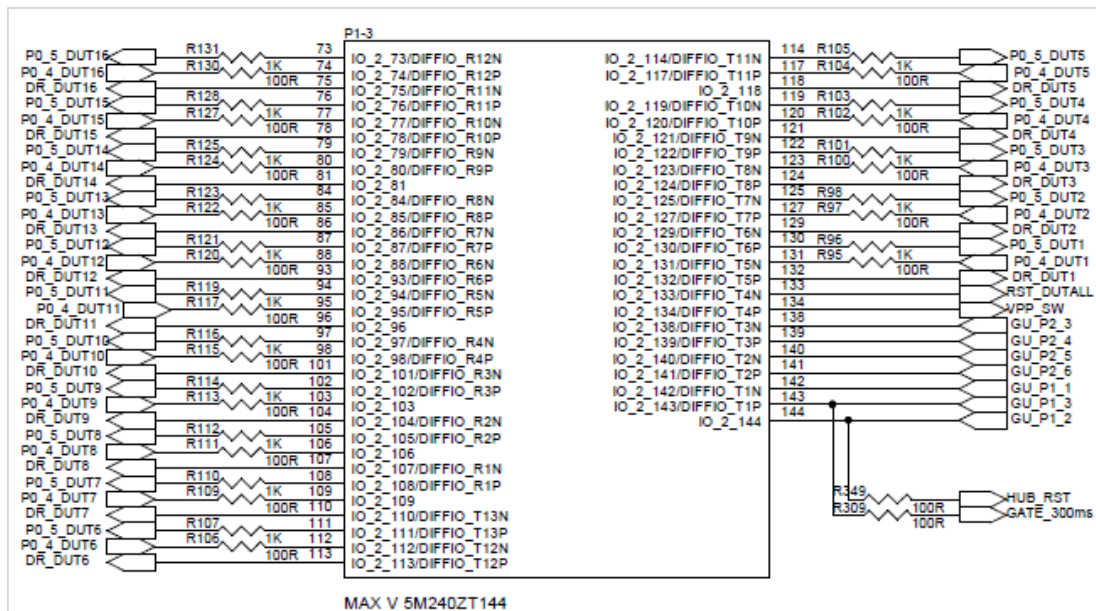 P1-3
P0_5_DUT16 R131 73 IO_2_73/DIFFIO_R12N
P0_4_DUT16 R130 1K 74 IO_2_74/DIFFIO_R12P
DR_DUT16 100R 75 IO_2_75/DIFFIO_R11N
P0_5_DUT15 R128 76 IO_2_76/DIFFIO_R11P
P0_4_DUT15 R127 1K 77 IO_2_77/DIFFIO_R10N
DR_DUT15 100R 78 IO_2_78/DIFFIO_R10P
P0_5_DUT14 R125 79 IO_2_79/DIFFIO_R9N
P0_4_DUT14 R124 1K 80 IO_2_80/DIFFIO_R9P
DR_DUT14 100R 81 IO_2_81
P0_5_DUT13 R123 84 IO_2_84/DIFFIO_R8N
P0_4_DUT13 R122 1K 85 IO_2_85/DIFFIO_R8P
DR_DUT13 100R 86 IO_2_86/DIFFIO_R7N
P0_5_DUT12 R121 87 IO_2_87/DIFFIO_R7P
P0_4_DUT12 R120 1K 88 IO_2_88/DIFFIO_R6N
DR_DUT12 100R 93 IO_2_93/DIFFIO_R6P
P0_5_DUT11 R119 94 IO_2_94/DIFFIO_R5N
P0_4_DUT11 R117 1K 95 IO_2_95/DIFFIO_R5P
DR_DUT11 100R 96 IO_2_96
P0_5_DUT10 R116 97 IO_2_97/DIFFIO_R4N
P0_4_DUT10 R115 1K 98 IO_2_98/DIFFIO_R4P
DR_DUT10 100R 101 IO_2_101/DIFFIO_R3N
P0_5_DUT9 R114 102 IO_2_102/DIFFIO_R3P
P0_4_DUT9 R113 1K 103 IO_2_103
DR_DUT9 100R 104 IO_2_104/DIFFIO_R2N
P0_5_DUT8 R112 105 IO_2_105/DIFFIO_R2P
P0_4_DUT8 R111 1K 106 IO_2_106
DR_DUT8 100R 107 IO_2_107/DIFFIO_R1N
P0_5_DUT7 R110 108 IO_2_108/DIFFIO_R1P
P0_4_DUT7 R109 1K 109 IO_2_109
DR_DUT7 100R 110 IO_2_110/DIFFIO_T13N
P0_5_DUT6 R107 111 IO_2_111/DIFFIO_T13P
P0_4_DUT6 R106 1K 112 IO_2_112/DIFFIO_T12N
DR_DUT6 100R 113 IO_2_113/DIFFIO_T12P
IO_2_114/DIFFIO_T11N 114 R105 P0_5_DUT5
IO_2_117/DIFFIO_T11P 117 R104 1K P0_4_DUT5
IO_2_118 118 100R DR_DUT5
IO_2_119/DIFFIO_T10N 119 R103 P0_5_DUT4
IO_2_120/DIFFIO_T10P 120 R102 1K P0_4_DUT4
IO_2_121/DIFFIO_T9N 121 100R DR_DUT4
IO_2_122/DIFFIO_T9P 122 R101 P0_5_DUT3
IO_2_123/DIFFIO_T8N 123 R100 1K P0_4_DUT3
IO_2_124/DIFFIO_T8P 124 100R DR_DUT3
IO_2_125/DIFFIO_T7N 125 R98 P0_5_DUT2
IO_2_127/DIFFIO_T7P 127 R97 1K P0_4_DUT2
IO_2_129/DIFFIO_T6N 129 100R DR_DUT2
IO_2_130/DIFFIO_T6P 130 R96 P0_5_DUT1
IO_2_131/DIFFIO_T5N 131 R95 1K P0_4_DUT1
IO_2_132/DIFFIO_T5P 132 100R DR_DUT1
IO_2_133/DIFFIO_T4N 133 RST_DUTALL
IO_2_134/DIFFIO_T4P 134 VPP_SW
IO_2_138/DIFFIO_T3N 138 GU_P2_3
IO_2_139/DIFFIO_T3P 139 GU_P2_4
IO_2_140/DIFFIO_T2N 140 GU_P2_5
IO_2_141/DIFFIO_T2P 141 GU_P2_6
IO_2_142/DIFFIO_T1N 142 GU_P1_1
IO_2_143/DIFFIO_T1P 143 GU_P1_3
IO_2_144 144 GU_P1_2
R349 100R HUB_RST
R309 100R GATE_300ms
MAX V 5M240ZT144